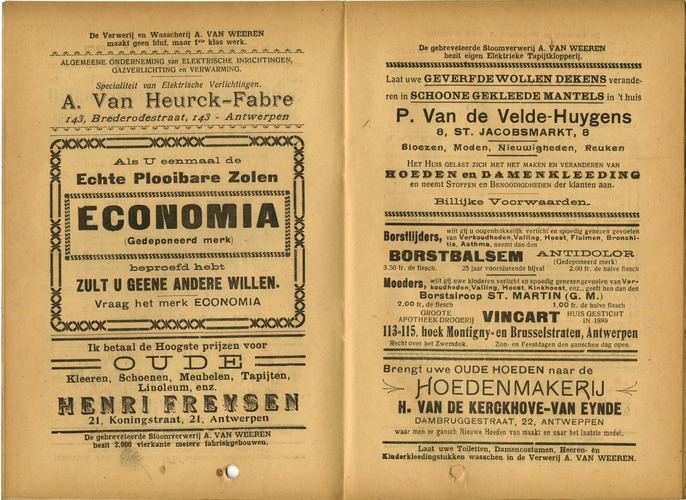 De Verwerij en Wasscherij A. VAN WEEREN
maakt geen bluf, maar 1ste klas werk.
ALGEMEENE ONDERNEMING van ELEKTRISCHE INRICHTINGEN,
GAZVERLICHTING en VERWARMING.
Specialiteit van Elektrische Verlichtingen.
A. Van Heurck-Fabre
143, Brederodestraat, 143 - Antwerpen
Als U eenmaal de
Echte Plooibare Zolen
ECONOMIA
(Gedeponeerd merk)
beproefd hebt
ZULT U GEENE ANDERE WILLEN.
Vraag het merk ECONOMIA
Ik betaal de Hoogste prijzen voor
OUDE
Kleeren, Schoenen, Meubelen, Tapijten,
Linoleum, enz.
HENRI FREYSEN
21, Koningstraat, 21, Antwerpen
De gebreveteerde Stoomverwerij A. VAN WEEREN
bezit 2.000 vierkante meters fabriekgebouwen.
De gebreveteerde Stoomverwerij A. VAN WEEREN
bezit eigen Elektrieke Tapijtklopperij.
Laat uwe GEVERFDE WOLLEN DEKENS verande-
ren in SCHOONE GEKLEEDE MANTELS in 't huis
P. Van de Velde-Huygens
8, ST. JACOBSMARKT, 8
Bloezen, Moden, Nieuwigheden, Reuken
HET HUIS GELAST ZICH MET HET MAKEN EN VERANDEREN VAN
HOEDEN en DAMENKLEEDING
en neemt STOFFEN en BENOODIGDHEDEN der klanten aan.
Billijke Voorwaarden.
Borstlijders, wilt gij u oogenblikkelijk verlicht en spoedig genezen gevoelen
van Verkoudheden, Valling, Hoest, Fluimen, Bronchi-
tis, Asthma, neemt dan den
BORSTBALSEM ANTIDOLOR
(Gedeponeerd merk)
3.50 fr. de flesch. 25 jaar voortdurende bijval 2.00 fr. de halve flesch
Moeders, wilt gij uwe kinderen verlicht en spoedig genezen gevoelen van Ver-
koudheden, Valling, Hoest, Kinkhoest, enz., geeft hen dan den
Borstsiroop ST. MARTIN (G. M.)
2,00 fr. de flesch 1.00 fr. de halve flesch
GROOTE
APOTHEEK-DROGERIJ VINCART HUIS GESTICHT
IN 1889
113-115, hoek Montigny- en Brusselstraten, Antwerpen
Recht over het Zwemdok. Zon- en Feestdagen den ganschen dag open.
Brengt uwe OUDE HOEDEN naar de
HOEDENMAKERIJ
H. VAN DE KERCKHOVE-VAN EYNDE
DAMBRUGGESTRAAT, 22, ANTWEPPEN
waar men er gansch Nieuwe Hoeden van maakt en naar het laatste model.
Laat uwe Toiletten, Damencostumen, Heeren- én
Kinderkleedingstukken wasschen in de Verwerij A. VAN WEEREN.